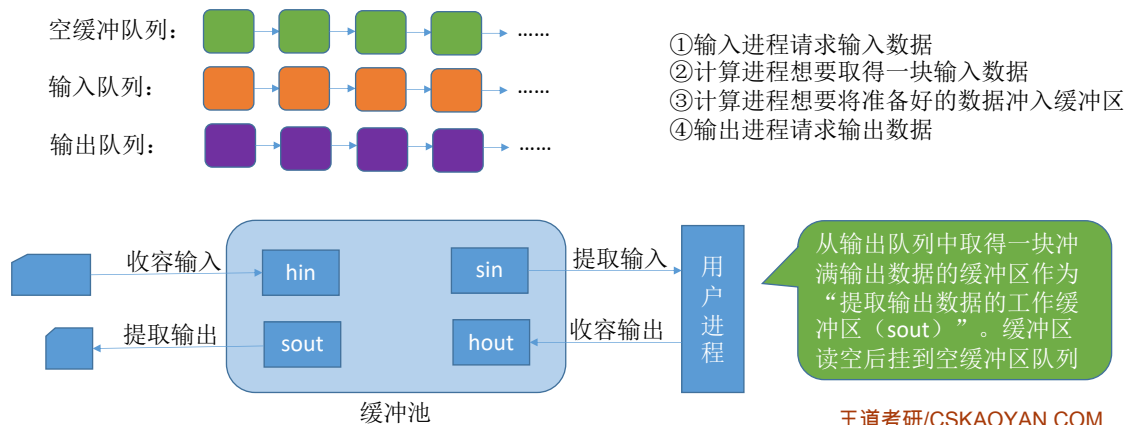 空缓冲队列：
……
输入队列：
……
输出队列：
……
①输入进程请求输入数据
②计算进程想要取得一块输入数据
③计算进程想要将准备好的数据冲入缓冲区
④输出进程请求输出数据
收容输入
hin
sin
提取输入
提取输出
sout
hout
收容输出
用户进程
缓冲池
从输出队列中取得一块冲
满输出数据的缓冲区作为
“提取输出数据的工作缓
冲区（sout）”。缓冲区
读空后挂到空缓冲区队列
王道考研/CSKAOYAN.COM